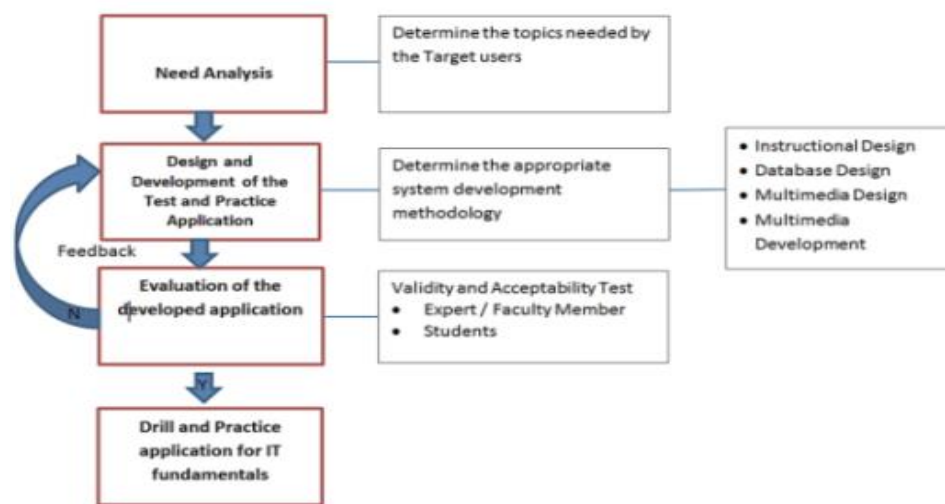 Need Analysis
Determine the topics needed by
the Target users
Design and
Development of the
Test and Practice
Application
Determine the appropriate
system development
methodology
• Instructional Design
• Database Design
• Multimedia Design
• Multimedia
Development
Feedback
N
Evaluation of the
developed application
Validity and Acceptability Test
• Expert / Faculty Member
• Students
Y
Drill and Practice
application for IT
fundamentals